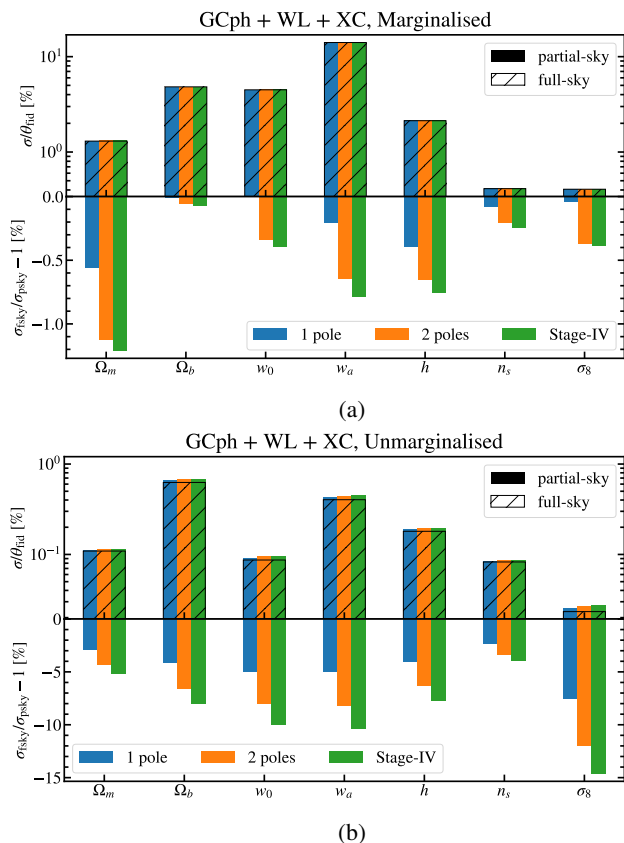 GCph + WL + XC, Marginalised
10¹
10⁰
0.0
−0.5
−1.0
σ/θfid [%]
σfsky/σpsky − 1 [%]
partial-sky
full-sky
1 pole 2 poles Stage-IV
Ωm Ωb w0 wa h ns σ8
(a)
GCph + WL + XC, Unmarginalised
10⁰
10⁻¹
0
−5
−10
−15
σ/θfid [%]
σfsky/σpsky − 1 [%]
partial-sky
full-sky
1 pole 2 poles Stage-IV
Ωm Ωb w0 wa h ns σ8
(b)